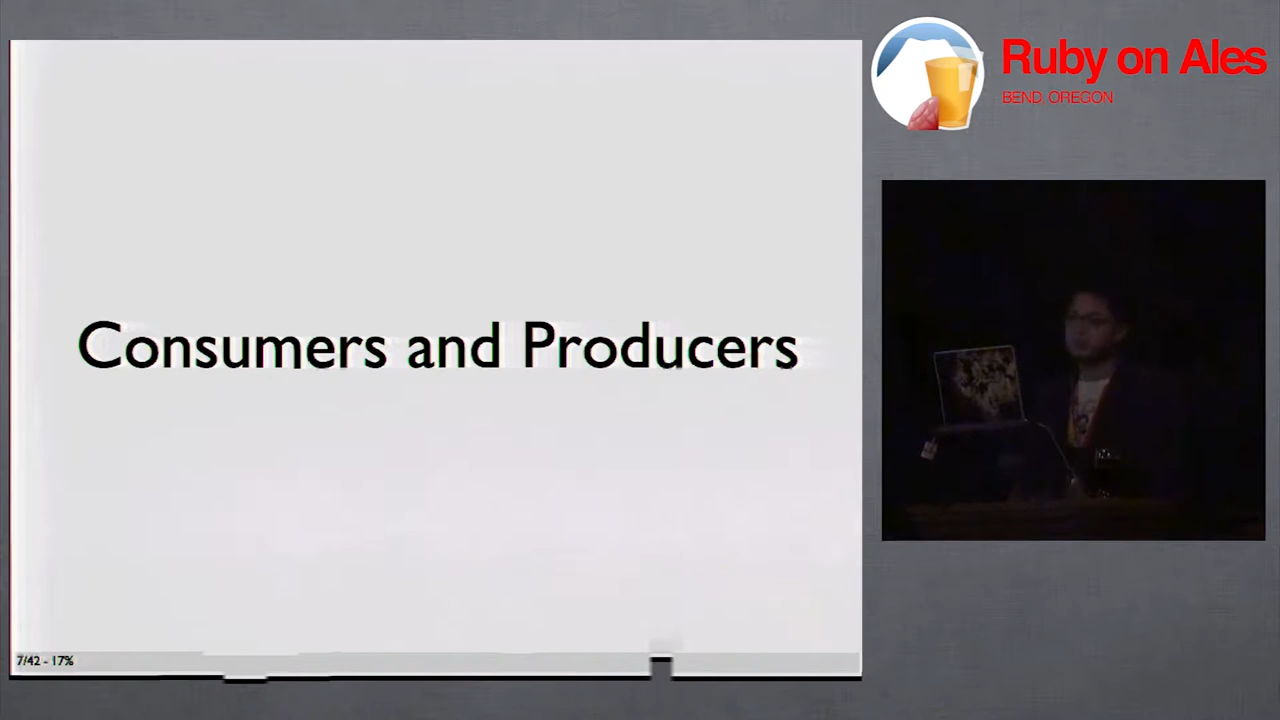 Ruby on Ales
BEND, OREGON
Consumers and Producers
7/42 - 17%